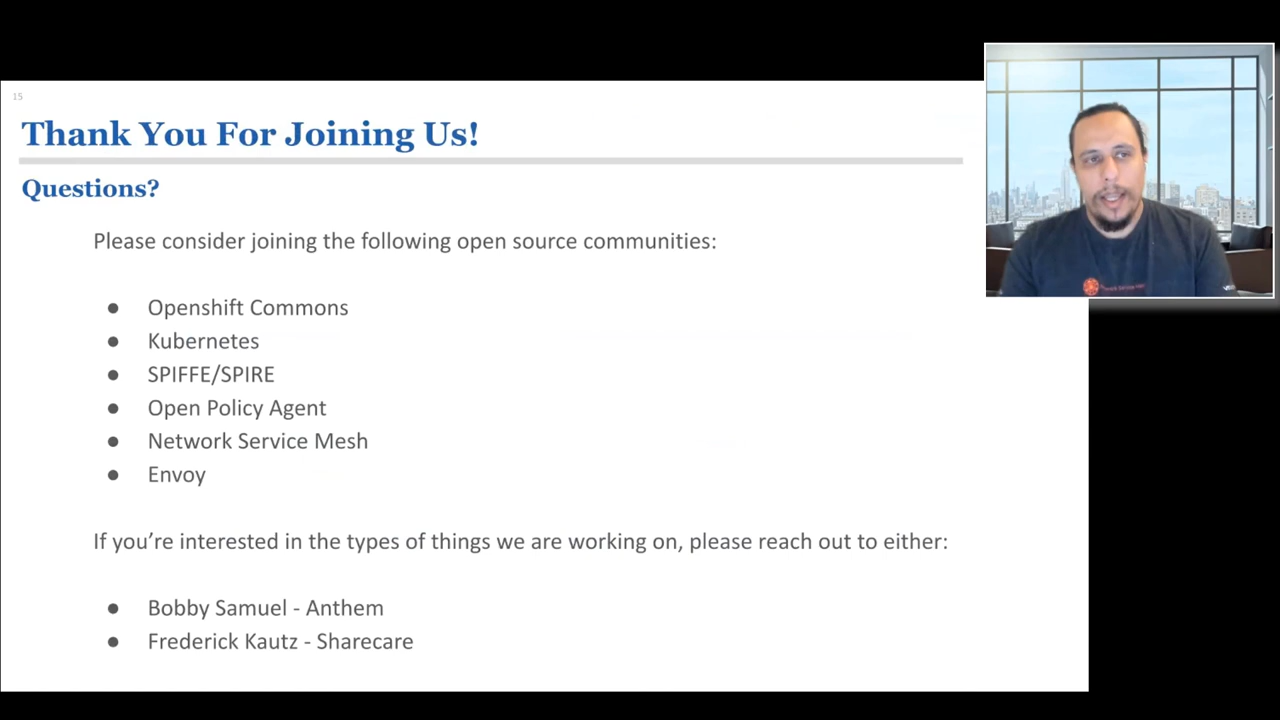 15
Thank You For Joining Us!
Questions?
Please consider joining the following open source communities:
● Openshift Commons
● Kubernetes
● SPIFFE/SPIRE
● Open Policy Agent
● Network Service Mesh
● Envoy
If you're interested in the types of things we are working on, please reach out to either:
● Bobby Samuel - Anthem
● Frederick Kautz - Sharecare